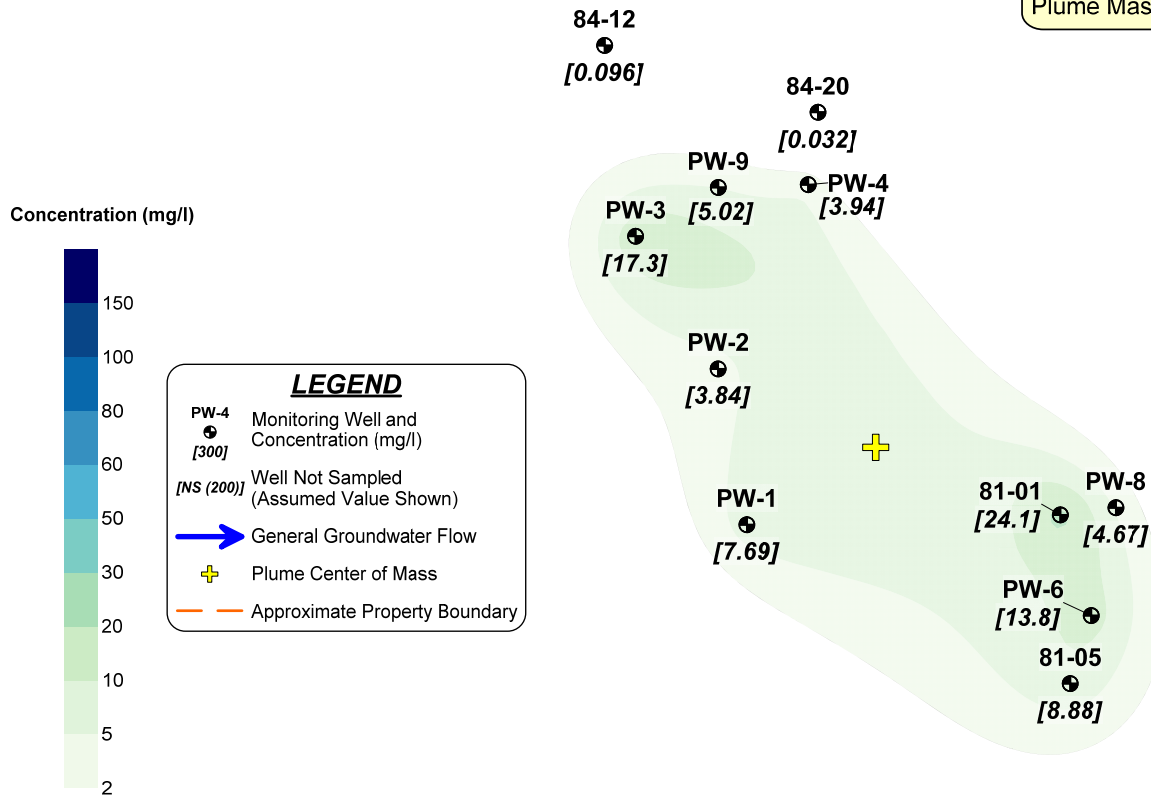 84-12
[0.096]
Plume Mas
84-20
[0.032]
PW-9
[5.02]
PW-4
[3.94]
PW-3
[17.3]
PW-2
[3.84]
PW-1
[7.69]
81-01
[24.1]
PW-8
[4.67]
PW-6
[13.8]
81-05
[8.88]
Concentration (mg/l)
150
100
80
60
50
30
20
10
5
2
LEGEND
PW-4
[300]
Monitoring Well and
Concentration (mg/l)
[NS (200)]
Well Not Sampled
(Assumed Value Shown)
General Groundwater Flow
Plume Center of Mass
Approximate Property Boundary